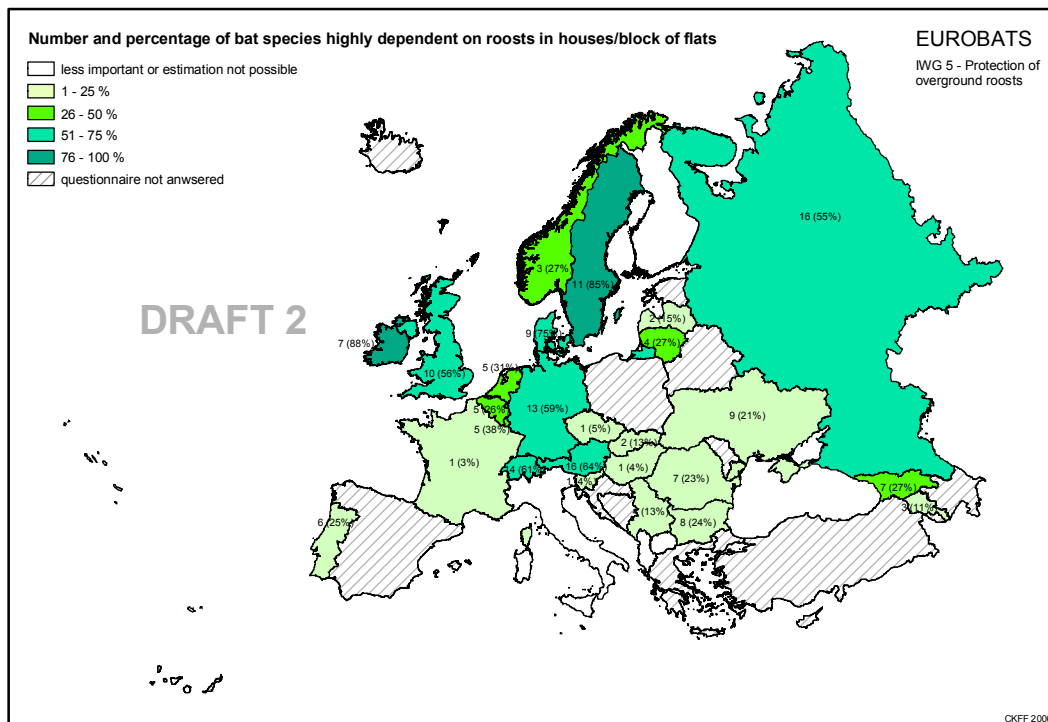 Number and percentage of bat species highly dependent on roosts in houses/block of flats
EUROBATS
IWG 5 - Protection of
overground roosts
less important or estimation not possible
1 - 25 %
26 - 50 %
51 - 75 %
76 - 100 %
questionnaire not anwsered
DRAFT 2
16 (55%)
3 (27%
11 (85%)
2 (15%)
9 (75%)
4 (27%)
7 (88%)
10 (56%)
5 (31%)
13 (59%)
5 (26%)
5 (38%)
9 (21%)
1 (5%)
2 (13%)
1 (3%)
14 (61%)
16 (64%)
1 (4%)
1 (4%)
7 (23%)
7 (27%)
3 (11%)
(13%)
8 (24%)
6 (25%)
CKFF 200